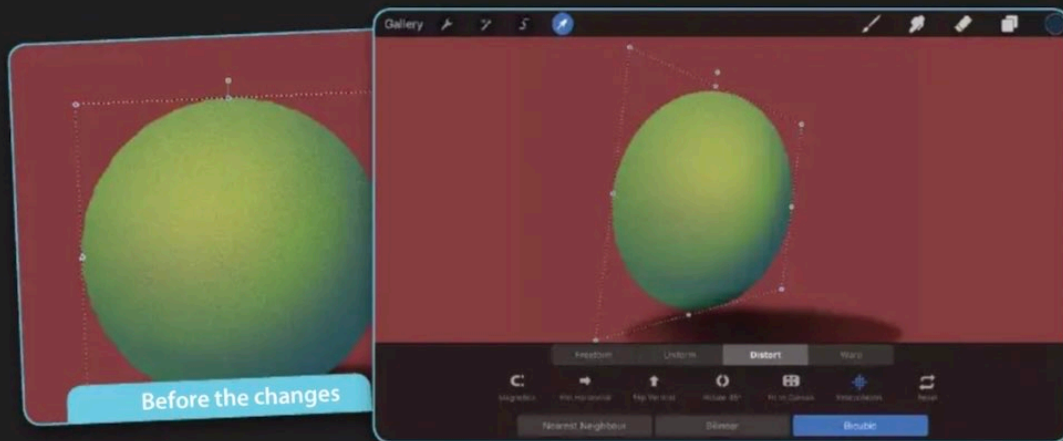 Gallery
Before the changes
Freeform Uniform Distort Warp
Magnetics Flip Horizontal Flip Vertical Rotate 45° Fit to Canvas Interpolation Reset
Nearest Neighbour Bilinear Bicubic